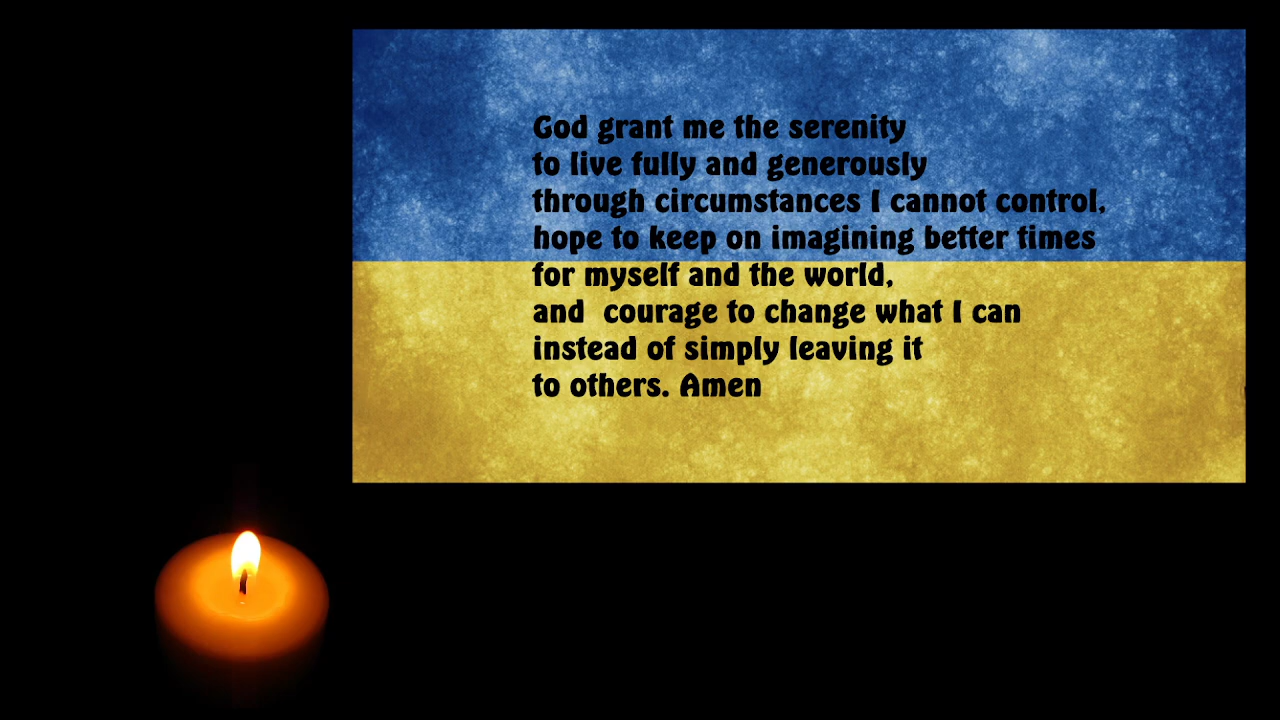 God grant me the serenity
to live fully and generously
through circumstances I cannot control,
hope to keep on imagining better times
for myself and the world,
and  courage to change what I can
instead of simply leaving it
to others. Amen